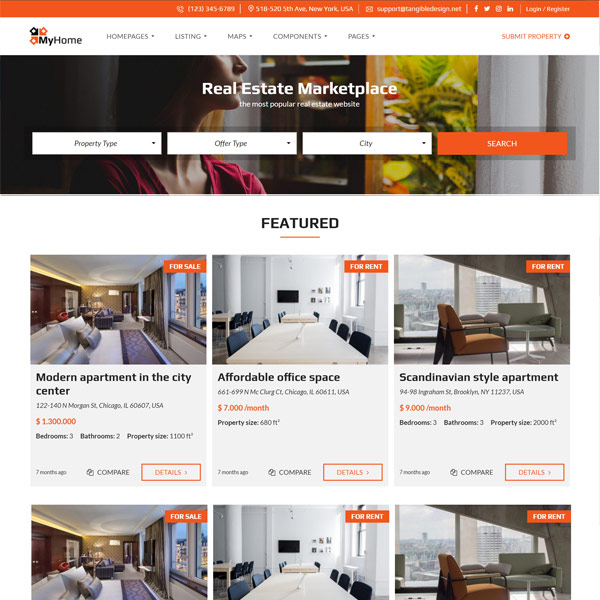 (123) 345-6789 518-520 5th Ave, New York, USA support@tangibledesign.net Login / Register
MyHome HOMEPAGES LISTING MAPS COMPONENTS PAGES SUBMIT PROPERTY
Real Estate Marketplace
the most popular real estate website
Property Type Offer Type City SEARCH
FEATURED
FOR SALE FOR RENT FOR RENT
Modern apartment in the city
center
122-140 N Morgan St, Chicago, IL 60607, USA
$ 1.300.000
Bedrooms: 3 Bathrooms: 2 Property size: 1100 ft²
7 months ago COMPARE DETAILS >
Affordable office space
661-699 N Mc Clurg Ct, Chicago, IL 60611, USA
$ 7.000 /month
Property size: 680 ft²
7 months ago COMPARE DETAILS >
Scandinavian style apartment
94-98 Ingraham St, Brooklyn, NY 11237, USA
$ 9.000 /month
Bedrooms: 3 Bathrooms: 3 Property size: 2000 ft²
7 months ago COMPARE DETAILS >
FOR SALE FOR RENT FOR RENT